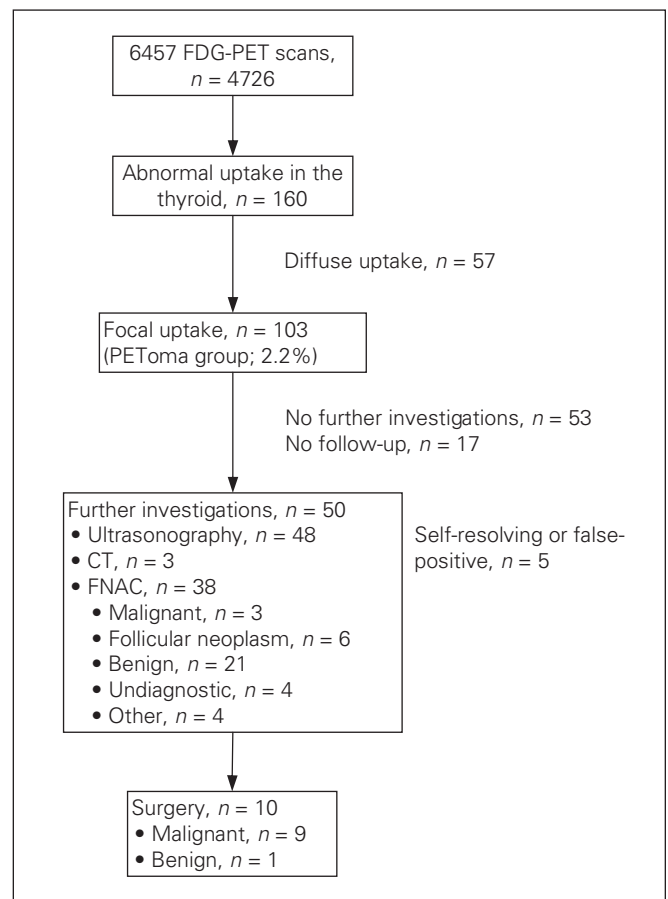 6457 FDG-PET scans,
n = 4726
Abnormal uptake in the
thyroid, n = 160
Diffuse uptake, n = 57
Focal uptake, n = 103
(PEToma group; 2.2%)
No further investigations, n = 53
No follow-up, n = 17
Further investigations, n = 50
• Ultrasonography, n = 48
• CT, n = 3
• FNAC, n = 38
• Malignant, n = 3
• Follicular neoplasm, n = 6
• Benign, n = 21
• Undiagnostic, n = 4
• Other, n = 4
Self-resolving or false-
positive, n = 5
Surgery, n = 10
• Malignant, n = 9
• Benign, n = 1